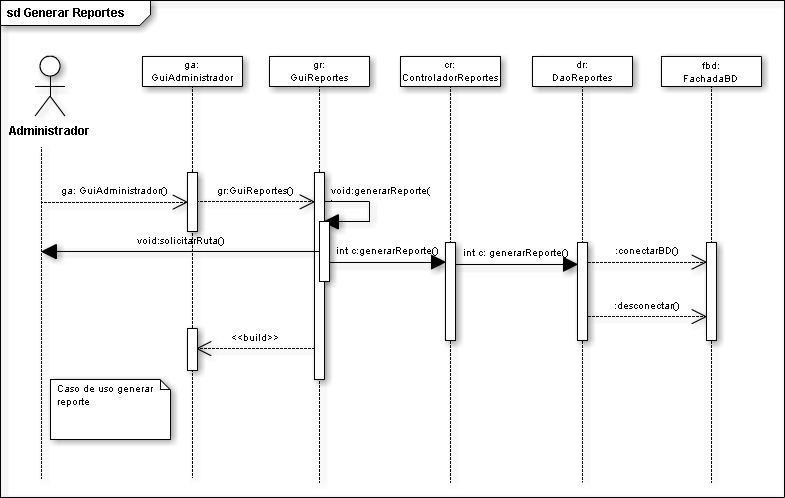 sd Generar Reportes
ga:
GuiAdministrador
gr:
GuiReportes
cr:
ControladorReportes
dr:
DaoReportes
fbd:
FachadaBD
Administrador
ga: GuiAdministrador()
gr:GuiReportes()
void:generarReporte(
void:solicitarRuta()
int c:generarReporte()
int c: generarReporte()
:conectarBD()
:desconectar()
<<build>>
Caso de uso generar
reporte